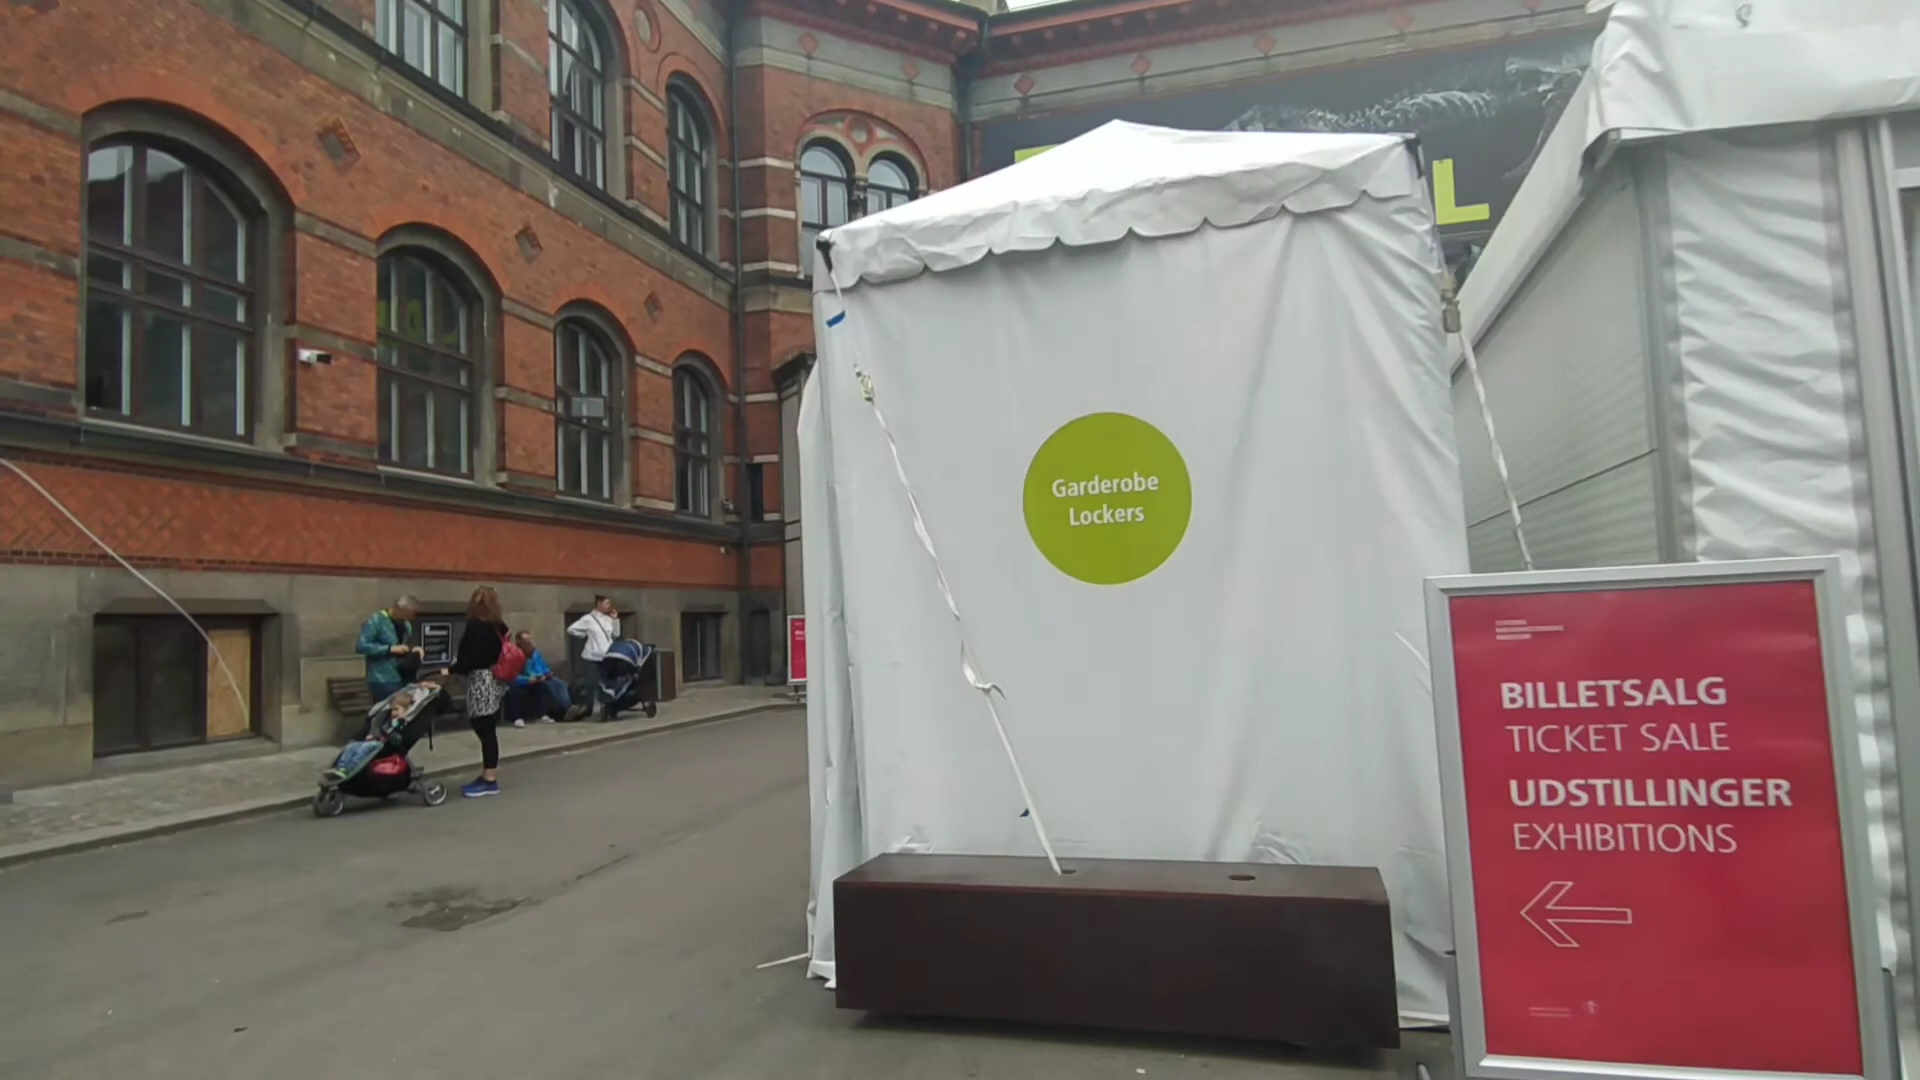 L
Garderobe
Lockers
BILLETSALG
TICKET SALE
UDSTILLINGER
EXHIBITIONS